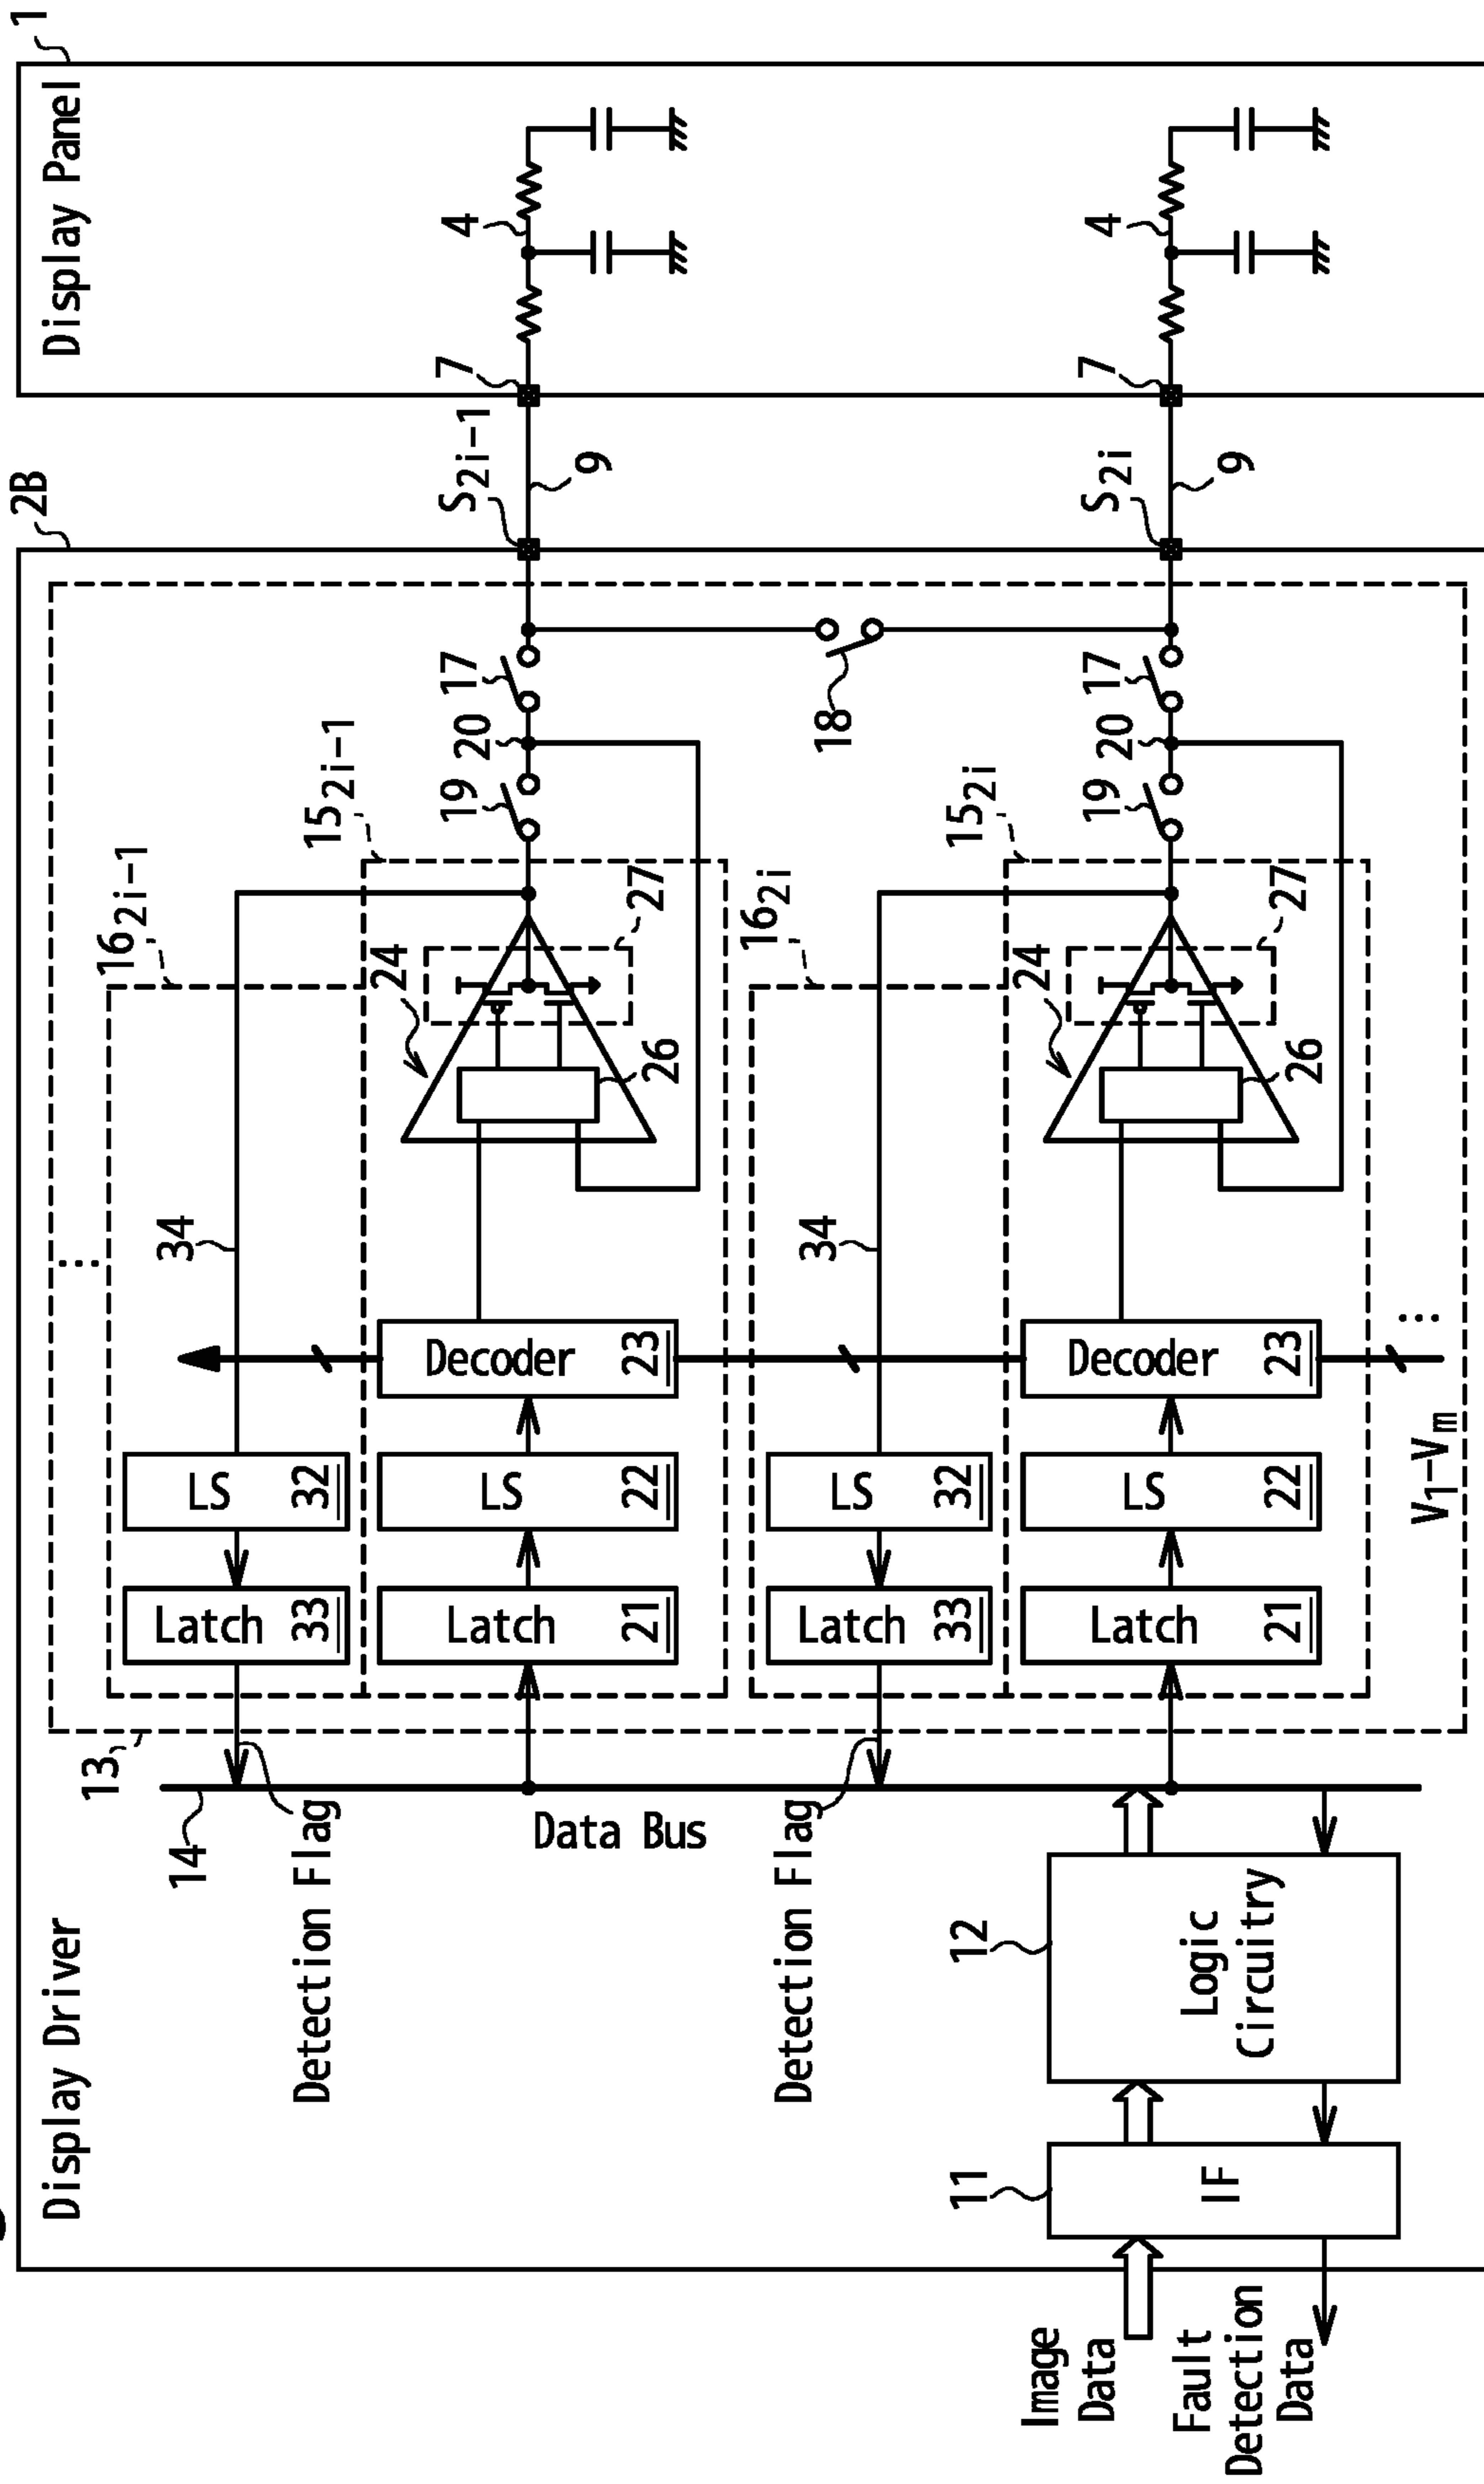 Display Driver
2B
Display Panel
1
13
14
16₂ᵢ₋₁
34
15₂ᵢ₋₁
Detection Flag
Latch 33
LS 32
24
27
26
19
20
17
S₂ᵢ₋₁
7
4
9
Latch 21
LS 22
Decoder 23
Data Bus
18
16₂ᵢ
34
15₂ᵢ
Detection Flag
Latch 33
LS 32
24
27
26
19
20
17
S₂ᵢ
7
4
9
Latch 21
LS 22
Decoder 23
V₁-Vₘ
11
12
Image
Data
IF
Logic
Circuitry
Fault
Detection
Data